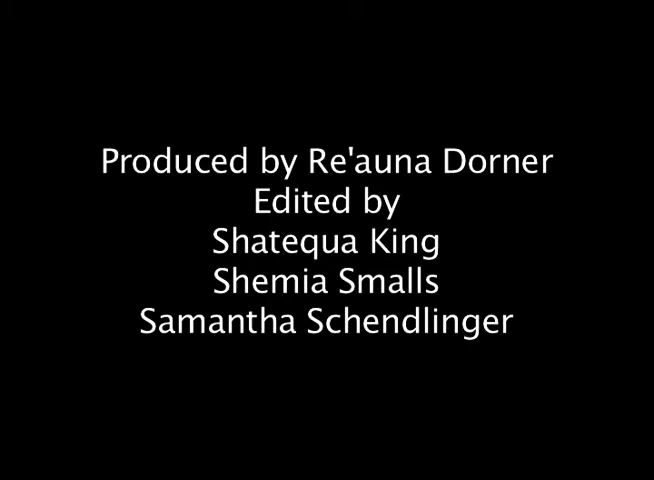 Produced by Re'auna Dorner
Edited by
Shatequa King
Shemia Smalls
Samantha Schendlinger